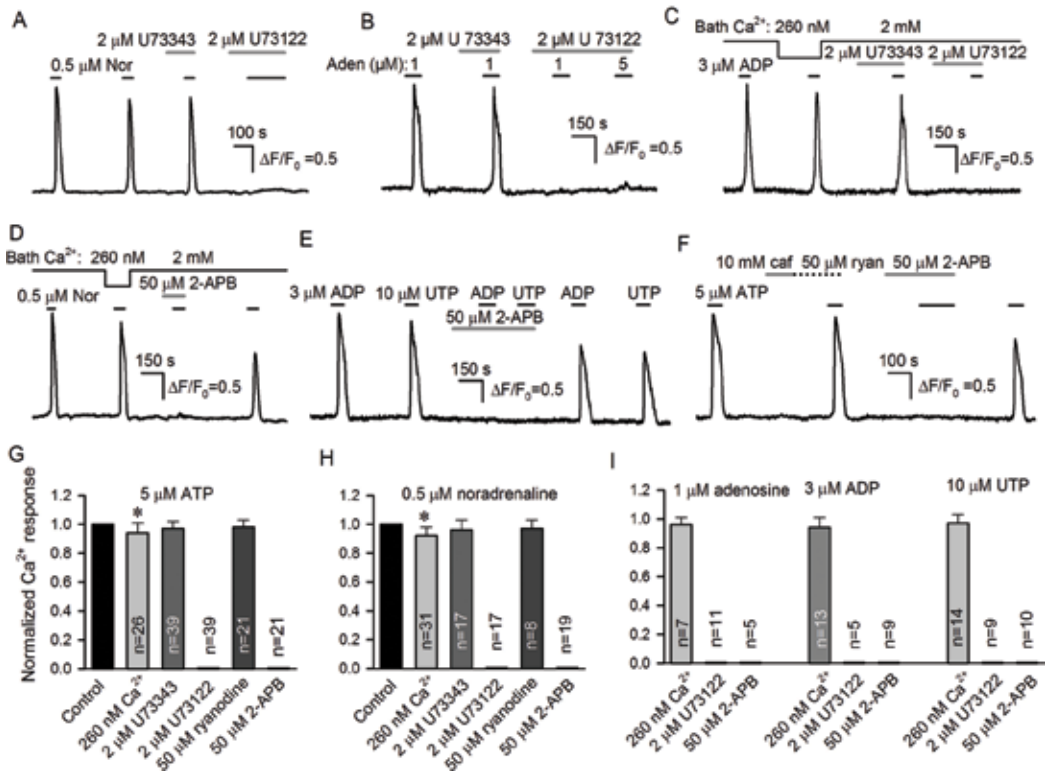 A
2 μM U73343 2 μM U73122
0.5 μM Nor
100 s
ΔF/F₀ =0.5
B
2 μM U 73343 2 μM U 73122
Aden (μM): 1 1 1 5
150 s
ΔF/F₀ =0.5
C
Bath Ca²⁺: 260 nM 2 mM
2 μM U73343 2 μM U73122
3 μM ADP
150 s
ΔF/F₀ =0.5
D
Bath Ca²⁺: 260 nM 2 mM
50 μM 2-APB
0.5 μM Nor
150 s
ΔF/F₀ =0.5
E
3 μM ADP 10 μM UTP ADP UTP ADP UTP
50 μM 2-APB
150 s
ΔF/F₀ =0.5
F
10 mM caf 50 μM ryan 50 μM 2-APB
5 μM ATP
100 s
ΔF/F₀ =0.5
G
5 μM ATP
Normalized Ca²⁺ response
1.2
1.0
0.8
0.6
0.4
0.2
0.0
*
n=26
n=39
n=39
n=21
n=21
Control
260 nM Ca²⁺
2 μM U73343
2 μM U73122
50 μM ryanodine
50 μM 2-APB
H
0.5 μM noradrenaline
1.2
1.0
0.8
0.6
0.4
0.2
0.0
*
n=31
n=17
n=17
n=8
n=19
Control
260 nM Ca²⁺
2 μM U73343
2 μM U73122
50 μM ryanodine
50 μM 2-APB
I
1 μM adenosine 3 μM ADP 10 μM UTP
1.2
1.0
0.8
0.6
0.4
0.2
0.0
n=7
n=11
n=5
n=13
n=5
n=9
n=14
n=9
n=10
260 nM Ca²⁺
2 μM U73122
50 μM 2-APB
260 nM Ca²⁺
2 μM U73122
50 μM 2-APB
260 nM Ca²⁺
2 μM U73122
50 μM 2-APB